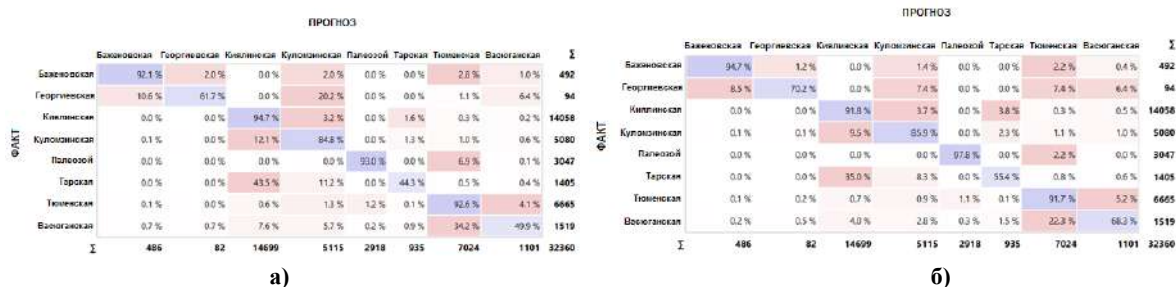 ПРОГНОЗ
Баженовская Георгиевская Киялинская Куломзинская Палеозой Тарская Тюменская Васюганская Σ
Баженовская 92.1 % 2.0 % 0.0 % 2.0 % 0.0 % 0.0 % 2.8 % 1.0 % 492
Георгиевская 10.6 % 61.7 % 0.0 % 20.2 % 0.0 % 0.0 % 1.1 % 6.4 % 94
Киялинская 0.1 % 0.0 % 94.7 % 3.2 % 0.0 % 1.6 % 0.3 % 0.2 % 14058
Куломзинская 0.1 % 0.0 % 12.1 % 84.8 % 0.0 % 1.3 % 1.0 % 0.6 % 5080
Палеозой 0.0 % 0.0 % 0.0 % 0.0 % 93.0 % 0.0 % 6.9 % 0.1 % 3047
Тарская 0.0 % 0.0 % 43.5 % 11.2 % 0.0 % 44.3 % 0.5 % 0.4 % 1405
Тюменская 0.1 % 0.0 % 0.6 % 1.3 % 1.2 % 0.1 % 92.6 % 4.1 % 6665
Васюганская 0.7 % 0.7 % 7.6 % 5.7 % 0.2 % 0.9 % 34.2 % 49.9 % 1519
Σ 486 82 14699 5115 2918 935 7024 1101 32360
ФАКТ
а)
ПРОГНОЗ
Баженовская Георгиевская Киялинская Куломзинская Палеозой Тарская Тюменская Васюганская Σ
Баженовская 94.7 % 1.2 % 0.0 % 1.4 % 0.0 % 0.0 % 2.2 % 0.4 % 492
Георгиевская 8.5 % 70.2 % 0.0 % 7.4 % 0.0 % 0.0 % 7.4 % 6.4 % 94
Киялинская 0.0 % 0.0 % 91.8 % 3.7 % 0.0 % 3.8 % 0.3 % 0.5 % 14058
Куломзинская 0.1 % 0.1 % 9.5 % 85.9 % 0.0 % 2.3 % 1.1 % 1.0 % 5080
Палеозой 0.0 % 0.0 % 0.0 % 0.0 % 97.8 % 0.0 % 2.2 % 0.0 % 3047
Тарская 0.0 % 0.0 % 35.0 % 8.3 % 0.0 % 55.4 % 0.8 % 0.6 % 1405
Тюменская 0.1 % 0.2 % 0.7 % 0.9 % 1.1 % 0.1 % 91.7 % 5.2 % 6665
Васюганская 0.2 % 0.5 % 4.0 % 2.8 % 0.3 % 1.5 % 22.3 % 68.3 % 1519
Σ 486 82 14699 5115 2918 935 7024 1101 32360
ФАКТ
б)